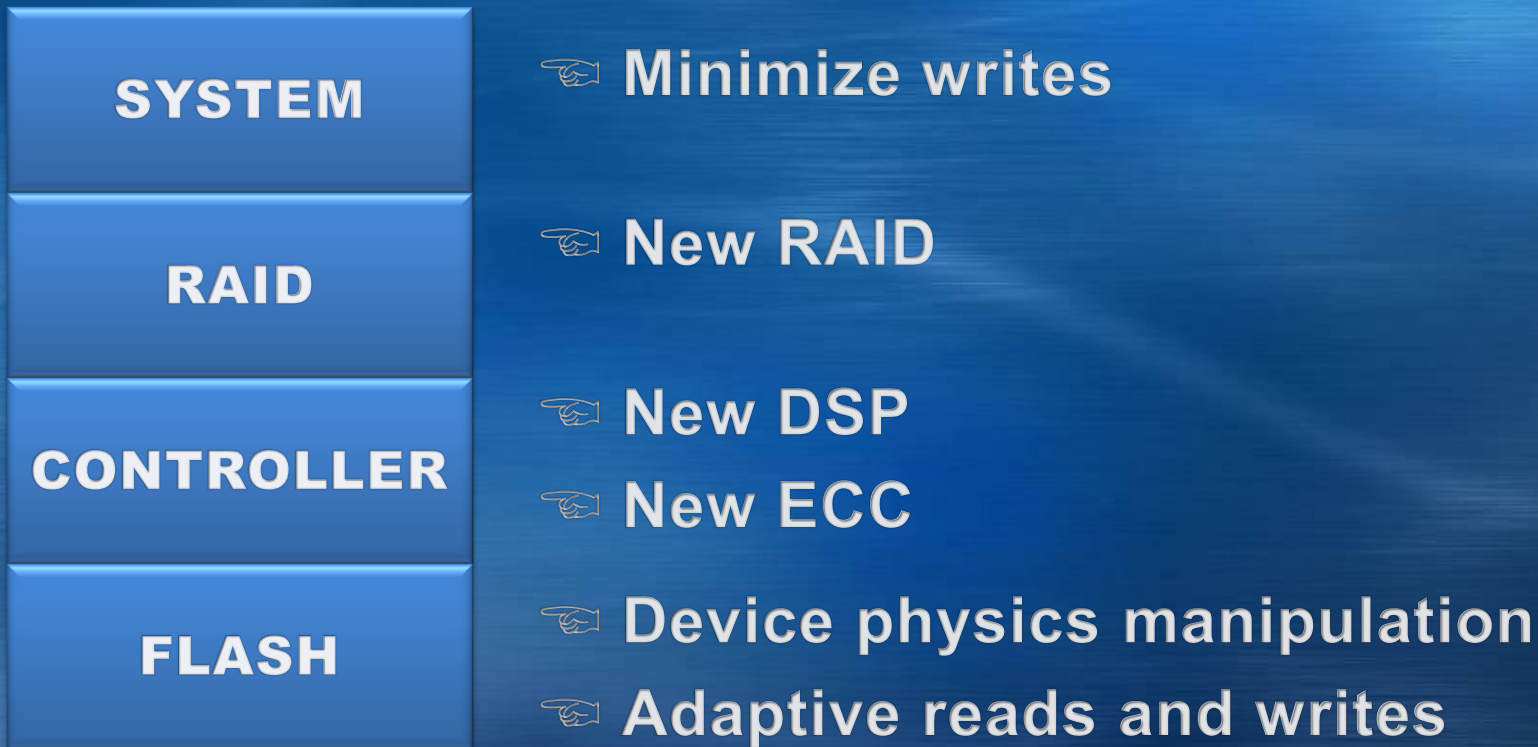 SYSTEM
☜ Minimize writes
RAID
☜ New RAID
CONTROLLER
☜ New DSP
☜ New ECC
FLASH
☜ Device physics manipulation
☜ Adaptive reads and writes